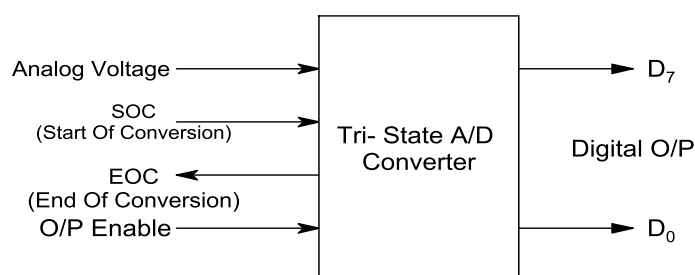 Analog Voltage
SOC
(Start Of Conversion)
EOC
(End Of Conversion)
O/P Enable
Tri- State A/D
Converter
D₇
Digital O/P
D₀